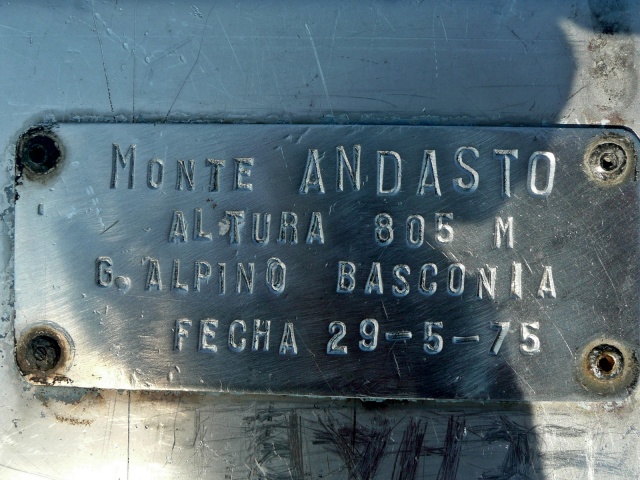 MONTE ANDASTO
ALTURA 805 M
G. ALPINO BASCONIA
FECHA 29-5-75